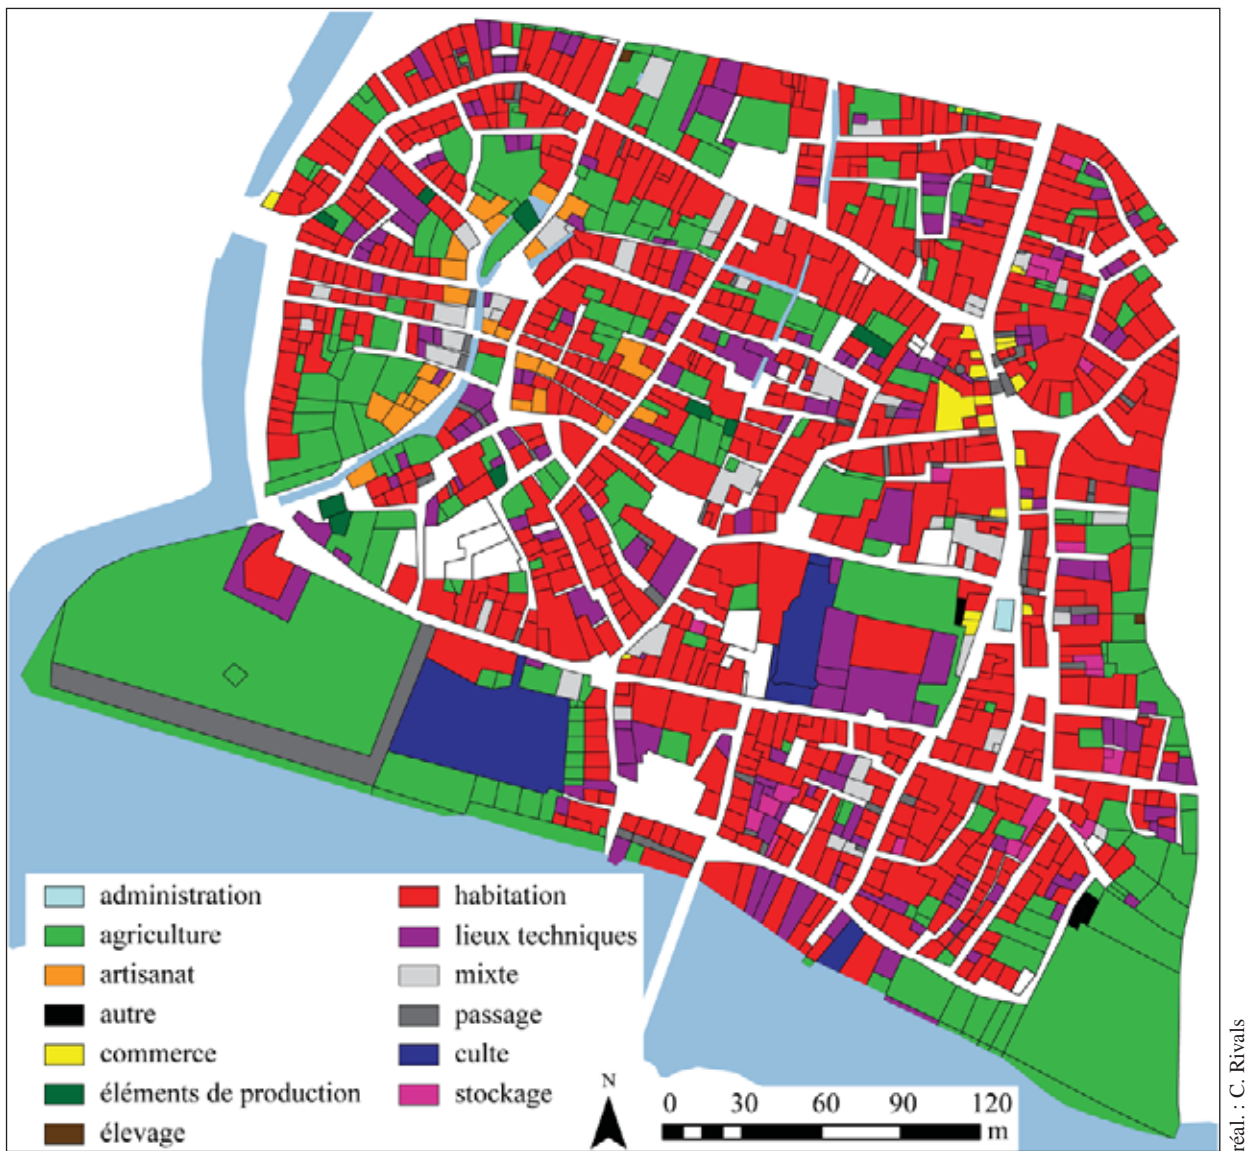 administration
agriculture
artisanat
autre
commerce
éléments de production
élevage
habitation
lieux techniques
mixte
passage
culte
stockage
N
0 30 60 90 120
m
réal. : C. Rivals